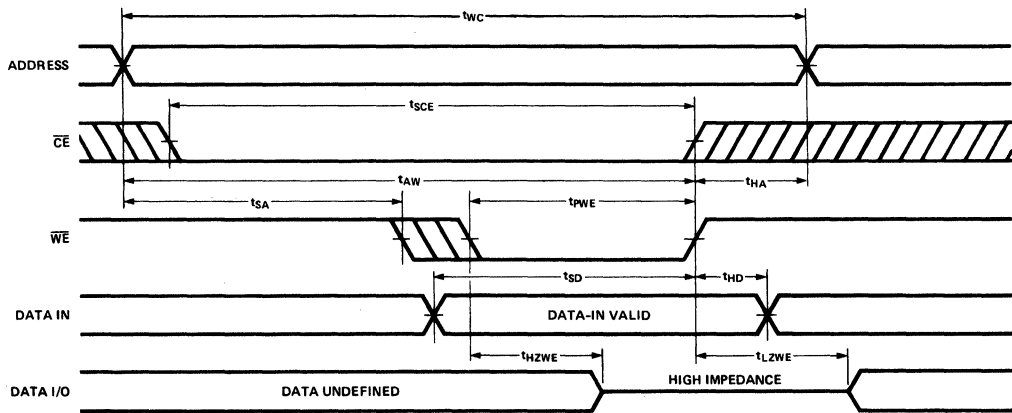 tWC
ADDRESS
tSCE
CE
tAW
tHA
tSA
tPWE
WE
tSD
tHD
DATA IN
DATA-IN VALID
tHZWE
tLZWE
DATA I/O
DATA UNDEFINED
HIGH IMPEDANCE